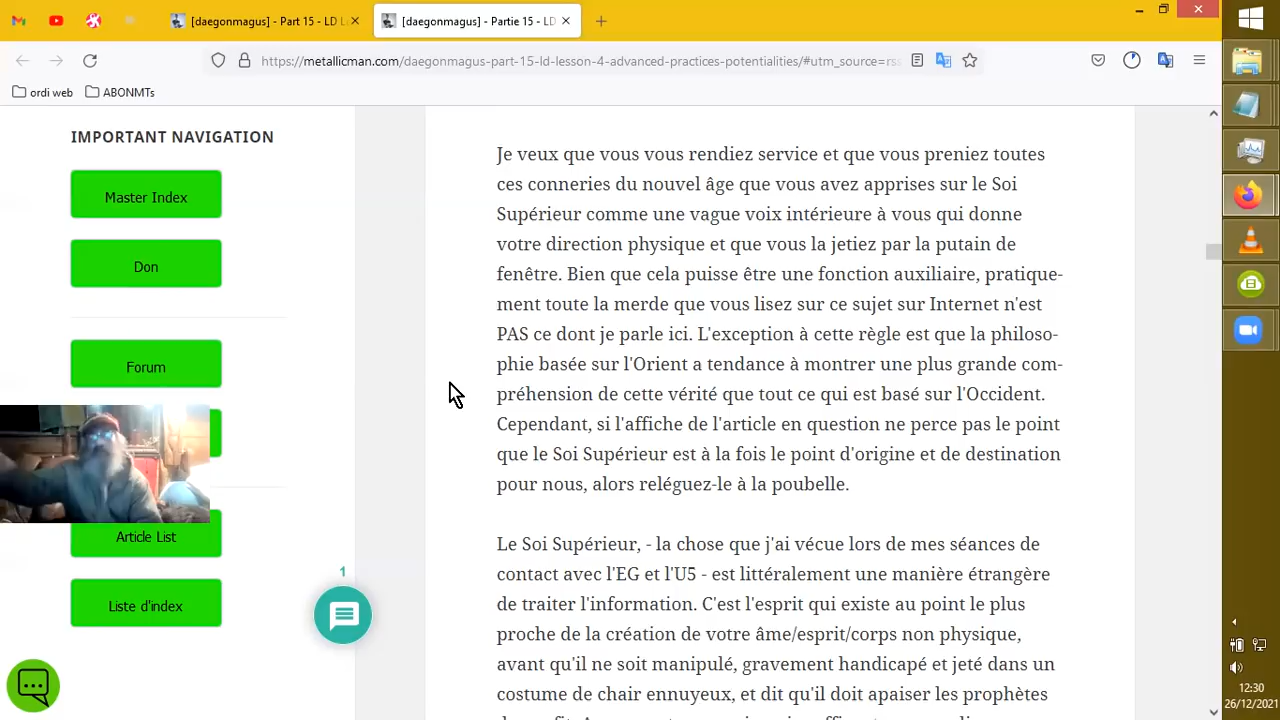 [daegonmagus] - Part 15 - LD L
[daegonmagus] - Partie 15 - LD
https://metallicman.com/daegonmagus-part-15
lesson-4-advanced-practices-potentialities/#utm_source=rss
ordi web
ABONMTs
IMPORTANT NAVIGATION
Master Index
Don
Forum
Article List
Liste d'index
1
Je veux que vous vous rendiez service et que vous preniez toutes
ces conneries du nouvel âge que vous avez apprises sur le Soi
Supérieur comme une vague voix intérieure à vous qui donne
votre direction physique et que vous la jetiez par la putain de
fenêtre. Bien que cela puisse être une fonction auxiliaire, pratique-
ment toute la merde que vous lisez sur ce sujet sur Internet n'est
PAS ce dont je parle ici. L'exception à cette règle est que la philoso-
phie basée sur l'Orient a tendance à montrer une plus grande com-
préhension de cette vérité que tout ce qui est basé sur l'Occident.
Cependant, si l'affiche de l'article en question ne perce pas le point
que le Soi Supérieur est à la fois le point d'origine et de destination
pour nous, alors reléguez-le à la poubelle.
Le Soi Supérieur, - la chose que j'ai vécue lors de mes séances de
contact avec l'EG et l'U5 - est littéralement une manière étrangère
de traiter l'information. C'est l'esprit qui existe au point le plus
proche de la création de votre âme/esprit/corps non physique,
avant qu'il ne soit manipulé, gravement handicapé et jeté dans un
costume de chair ennuyeux, et dit qu'il doit apaiser les prophètes
12:30
26/12/2021